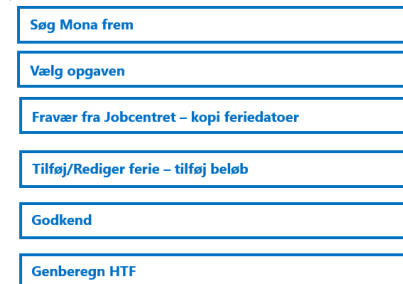 Søg Mona frem
Vælg opgaven
Fravær fra Jobcentret – kopi feriedatoer
Tilføj/Rediger ferie – tilføj beløb
Godkend
Genberegn HTF